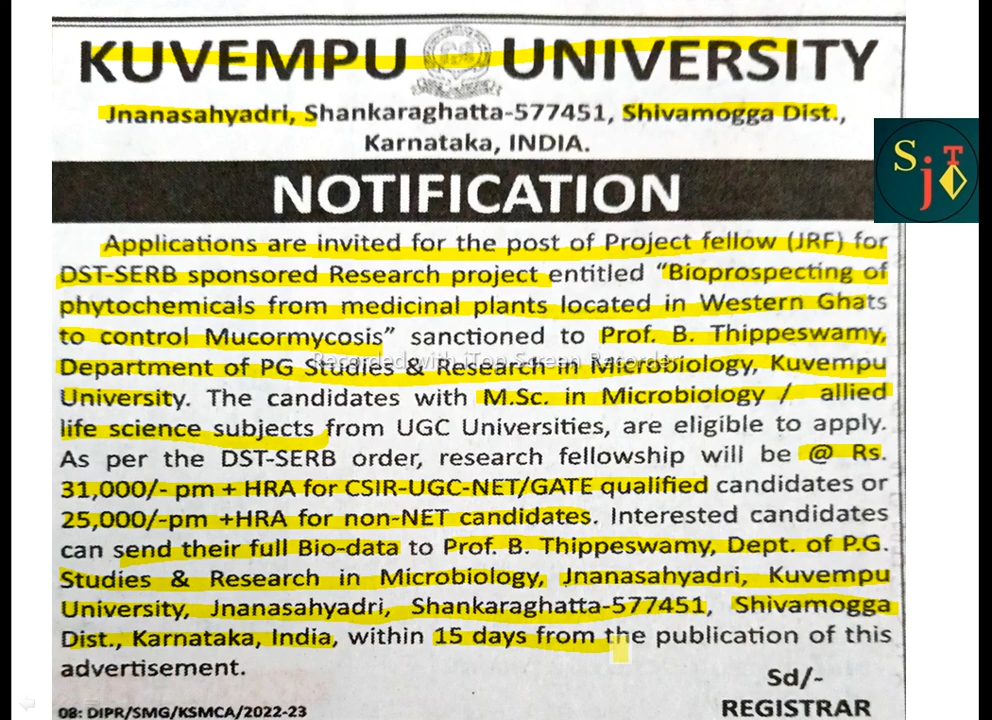 KUVEMPU UNIVERSITY
Jnanasahyadri, Shankaraghatta-577451, Shivamogga Dist.,
Karnataka, INDIA.
S j T
NOTIFICATION
Applications are invited for the post of Project fellow (JRF) for
DST-SERB sponsored Research project entitled “Bioprospecting of
phytochemicals from medicinal plants located in Western Ghats
to control Mucormycosis” sanctioned to Prof. B. Thippeswamy,
Recorded with iTop Screen Recorder
Department of PG Studies & Research in Microbiology, Kuvempu
University. The candidates with M.Sc. in Microbiology / allied
life science subjects from UGC Universities, are eligible to apply.
As per the DST-SERB order, research fellowship will be @ Rs.
31,000/- pm + HRA for CSIR-UGC-NET/GATE qualified candidates or
25,000/-pm +HRA for non-NET candidates. Interested candidates
can send their full Bio-data to Prof. B. Thippeswamy, Dept. of P.G.
Studies & Research in Microbiology, Jnanasahyadri, Kuvempu
University, Jnanasahyadri, Shankaraghatta-577451, Shivamogga
Dist., Karnataka, India, within 15 days from the publication of this
advertisement.
Sd/-
08: DIPR/SMG/KSMCA/2022-23
REGISTRAR